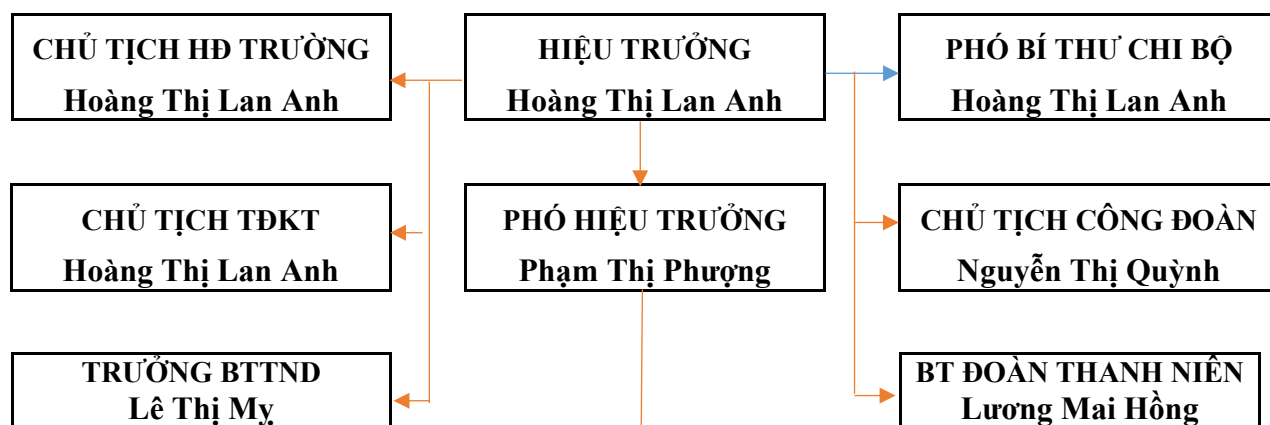 CHỦ TỊCH HĐ TRƯỜNG
Hoàng Thị Lan Anh
HIỆU TRƯỞNG
Hoàng Thị Lan Anh
PHÓ BÍ THƯ CHI BỘ
Hoàng Thị Lan Anh
CHỦ TỊCH TĐKT
Hoàng Thị Lan Anh
PHÓ HIỆU TRƯỞNG
Phạm Thị Phượng
CHỦ TỊCH CÔNG ĐOÀN
Nguyễn Thị Quỳnh
TRƯỞNG BTTND
Lê Thị Mỵ
BT ĐOÀN THANH NIÊN
Lương Mai Hồng